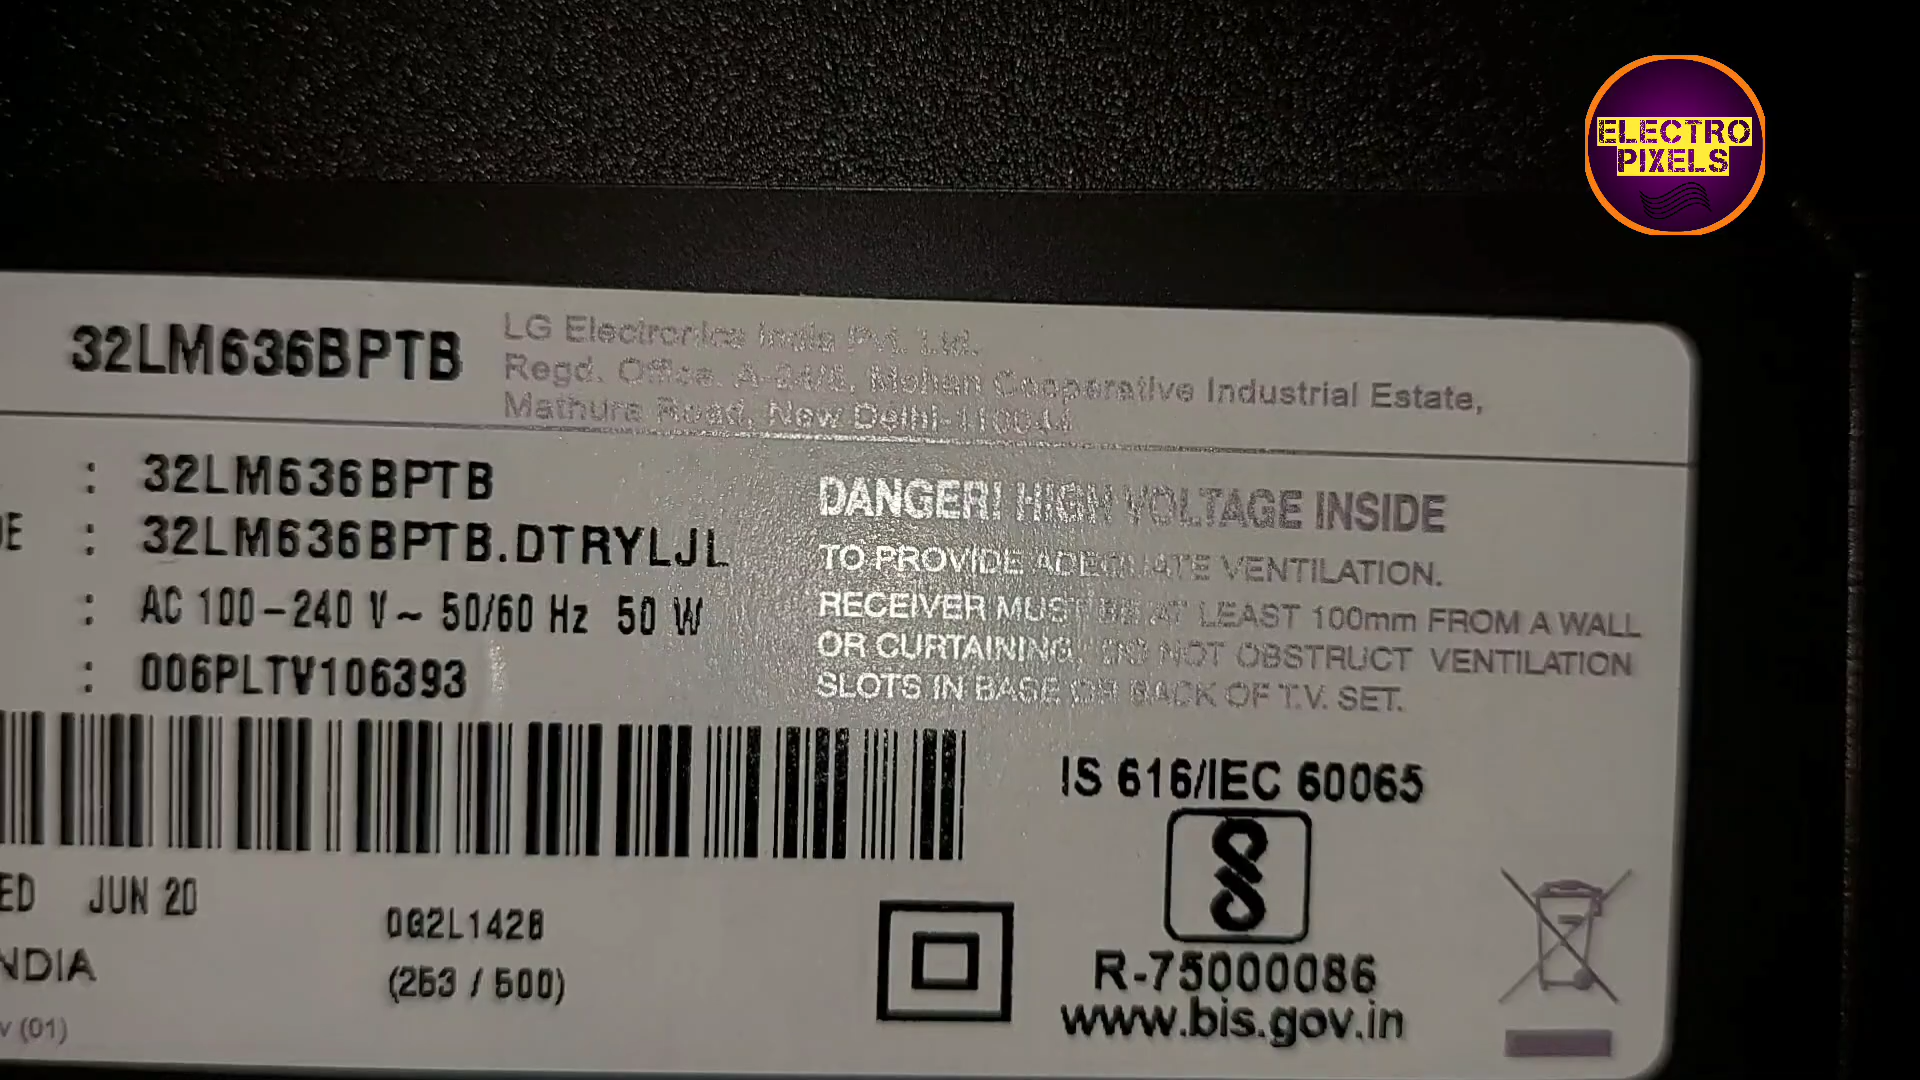 ELECTRO
PIXELS
32LM636BPTB
LG Electronics India Pvt. Ltd.
Regd. Office. A-24/6, Mohan Cooperative Industrial Estate,
Mathura Road, New Delhi-110044
: 32LM636BPTB
DE : 32LM636BPTB.DTRYLJL
: AC 100-240 V ~ 50/60 Hz 50 W
: 006PLTV106393
DANGER! HIGH VOLTAGE INSIDE
TO PROVIDE ADEQUATE VENTILATION.
RECEIVER MUST BE AT LEAST 100mm FROM A WALL
OR CURTAINING. DO NOT OBSTRUCT VENTILATION
SLOTS IN BASE OR BACK OF T.V. SET.
IS 616/IEC 60065
R-75000086
www.bis.gov.in
ED JUN 20
NDIA
0G2L1428
(253 / 500)
v (01)